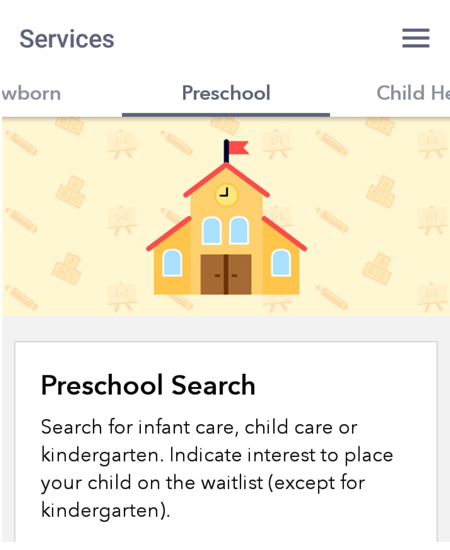 Services
wborn Preschool Child He
Preschool Search
Search for infant care, child care or
kindergarten. Indicate interest to place
your child on the waitlist (except for
kindergarten).